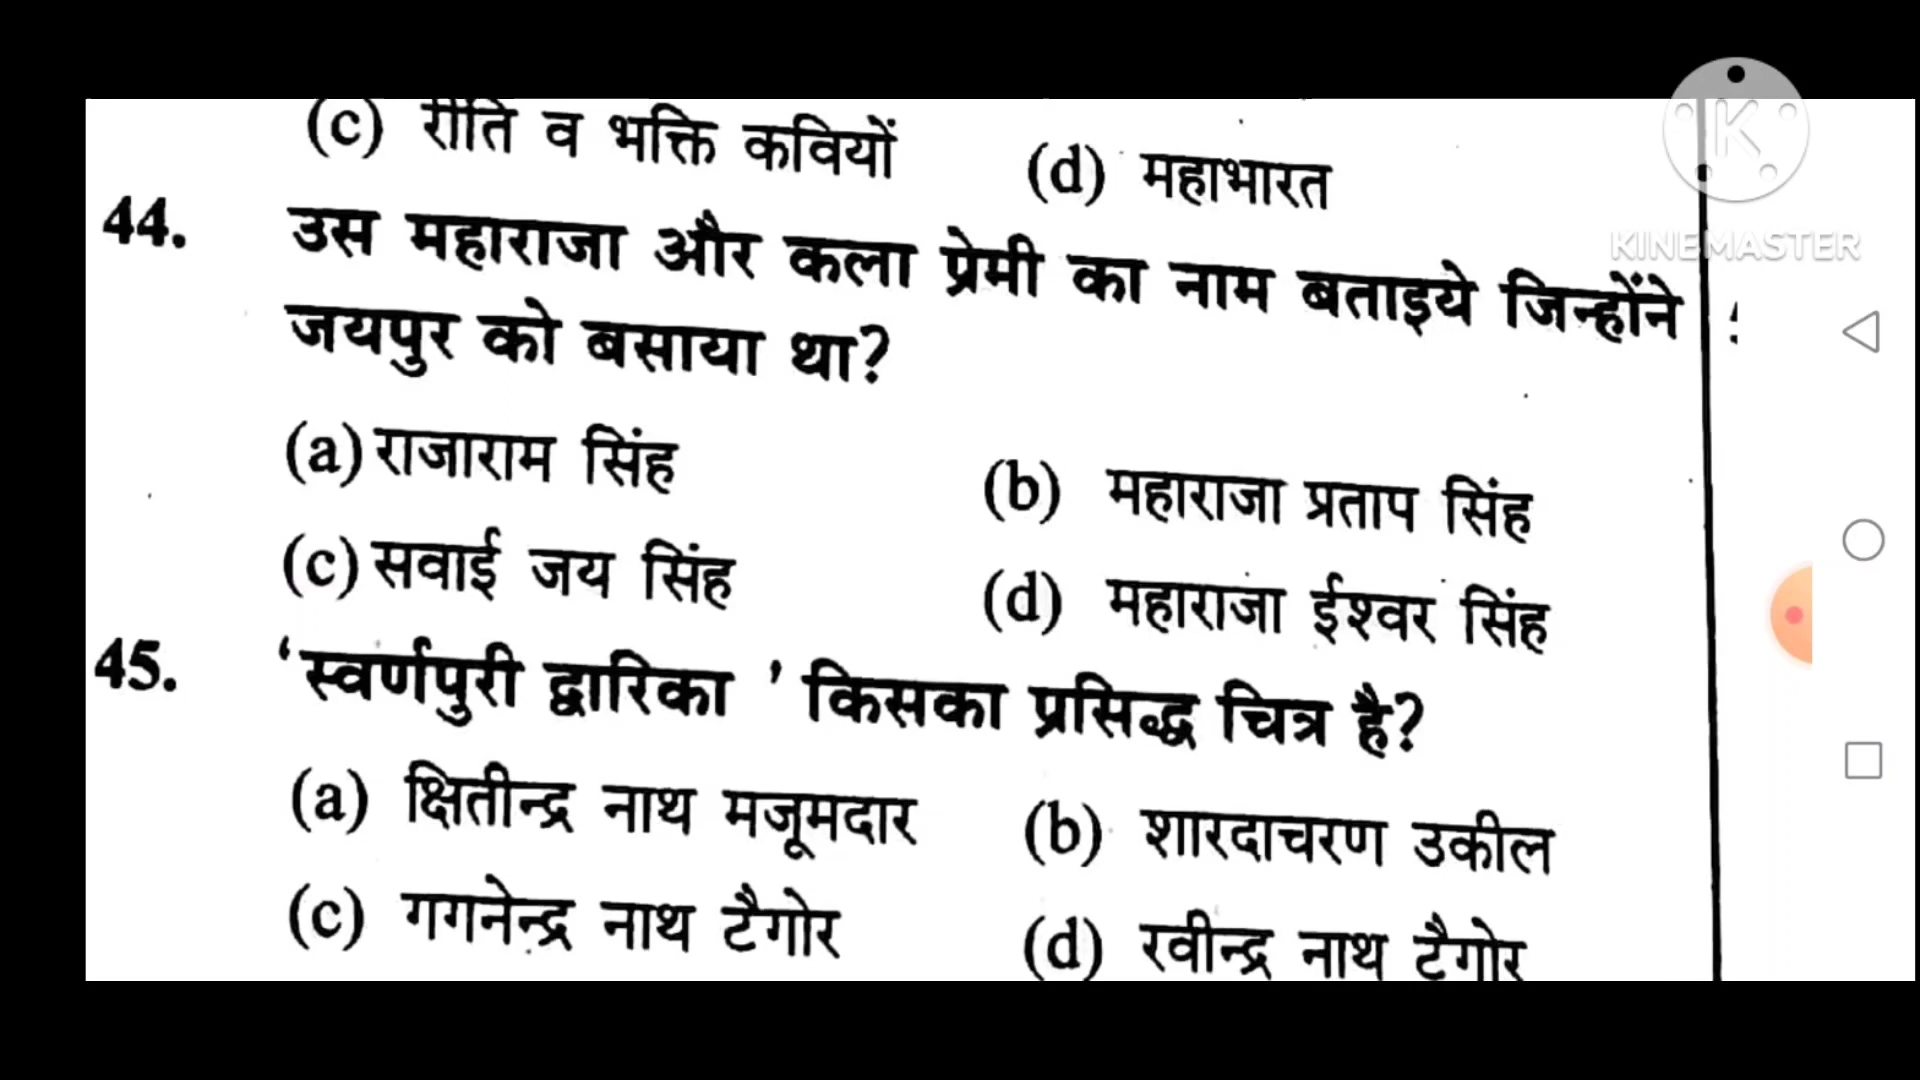 (c) रीति व भक्ति कवियों (d) महाभारत
44. उस महाराजा और कला प्रेमी का नाम बताइये जिन्होंने
जयपुर को बसाया था?
(a) राजाराम सिंह (b) महाराजा प्रताप सिंह
(c) सवाई जय सिंह (d) महाराजा ईश्वर सिंह
45. ‘स्वर्णपुरी द्वारिका ’ किसका प्रसिद्ध चित्र है?
(a) क्षितीन्द्र नाथ मजूमदार (b) शारदाचरण उकील
(c) गगनेन्द्र नाथ टैगोर (d) रवीन्द्र नाथ टैगोर
K
KINEMASTER